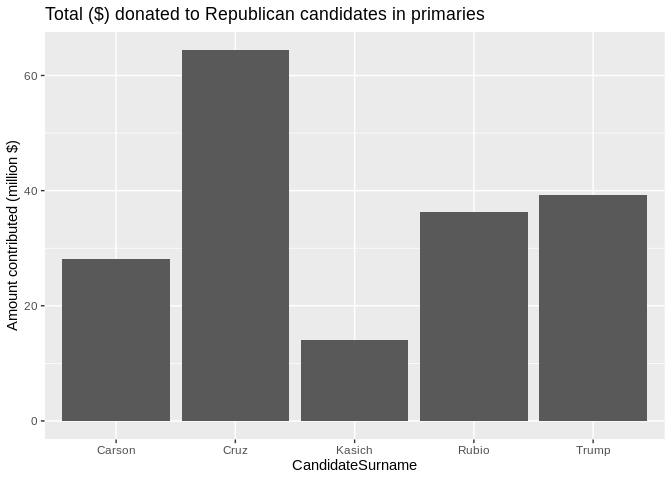 Total ($) donated to Republican candidates in primaries
Amount contributed (million $)
60
40
20
0
Carson Cruz Kasich Rubio Trump
CandidateSurname